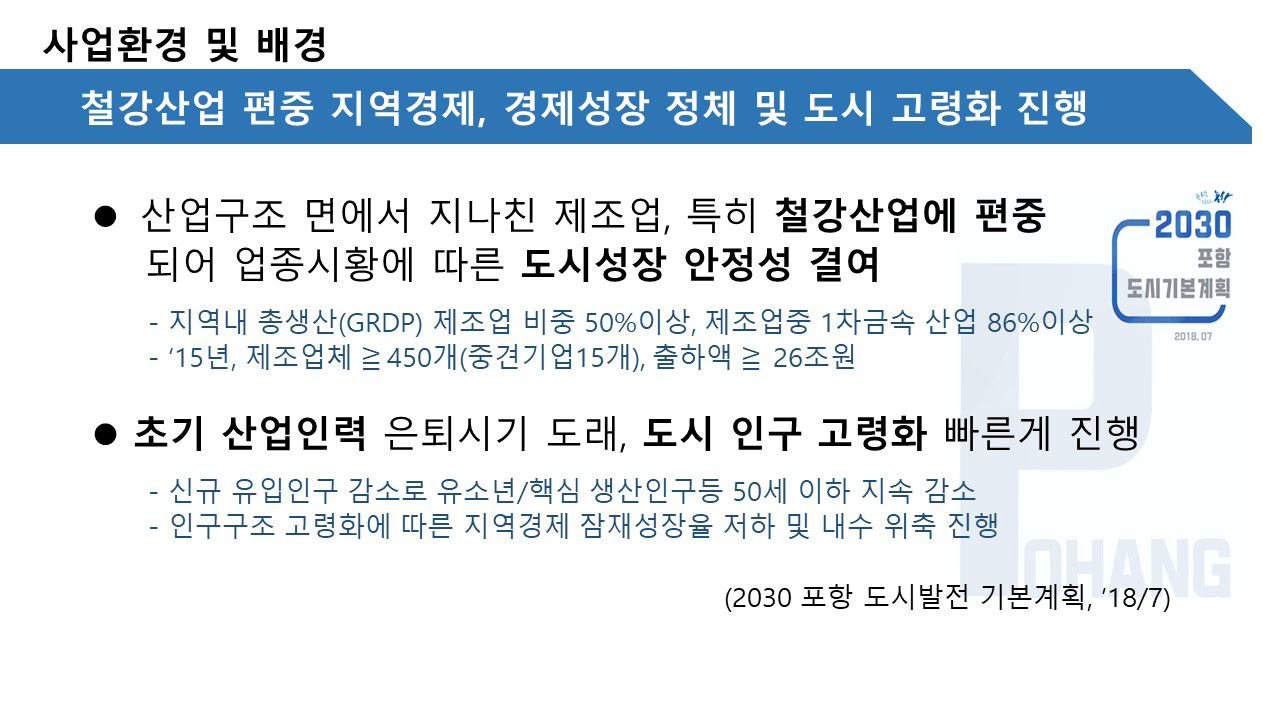 사업환경 및 배경
철강산업 편중 지역경제, 경제성장 정체 및 도시 고령화 진행
● 산업구조 면에서 지나친 제조업, 특히 철강산업에 편중
되어 업종시황에 따른 도시성장 안정성 결여
- 지역내 총생산(GRDP) 제조업 비중 50%이상, 제조업중 1차금속 산업 86%이상
- ‘15년, 제조업체 ≧450개(중견기업15개), 출하액 ≧ 26조원
2030
포항
도시기본계획
2018.07
● 초기 산업인력 은퇴시기 도래, 도시 인구 고령화 빠른게 진행
- 신규 유입인구 감소로 유소년/핵심 생산인구등 50세 이하 지속 감소
- 인구구조 고령화에 따른 지역경제 잠재성장율 저하 및 내수 위축 진행
POHANG
(2030 포항 도시발전 기본계획, ’18/7)